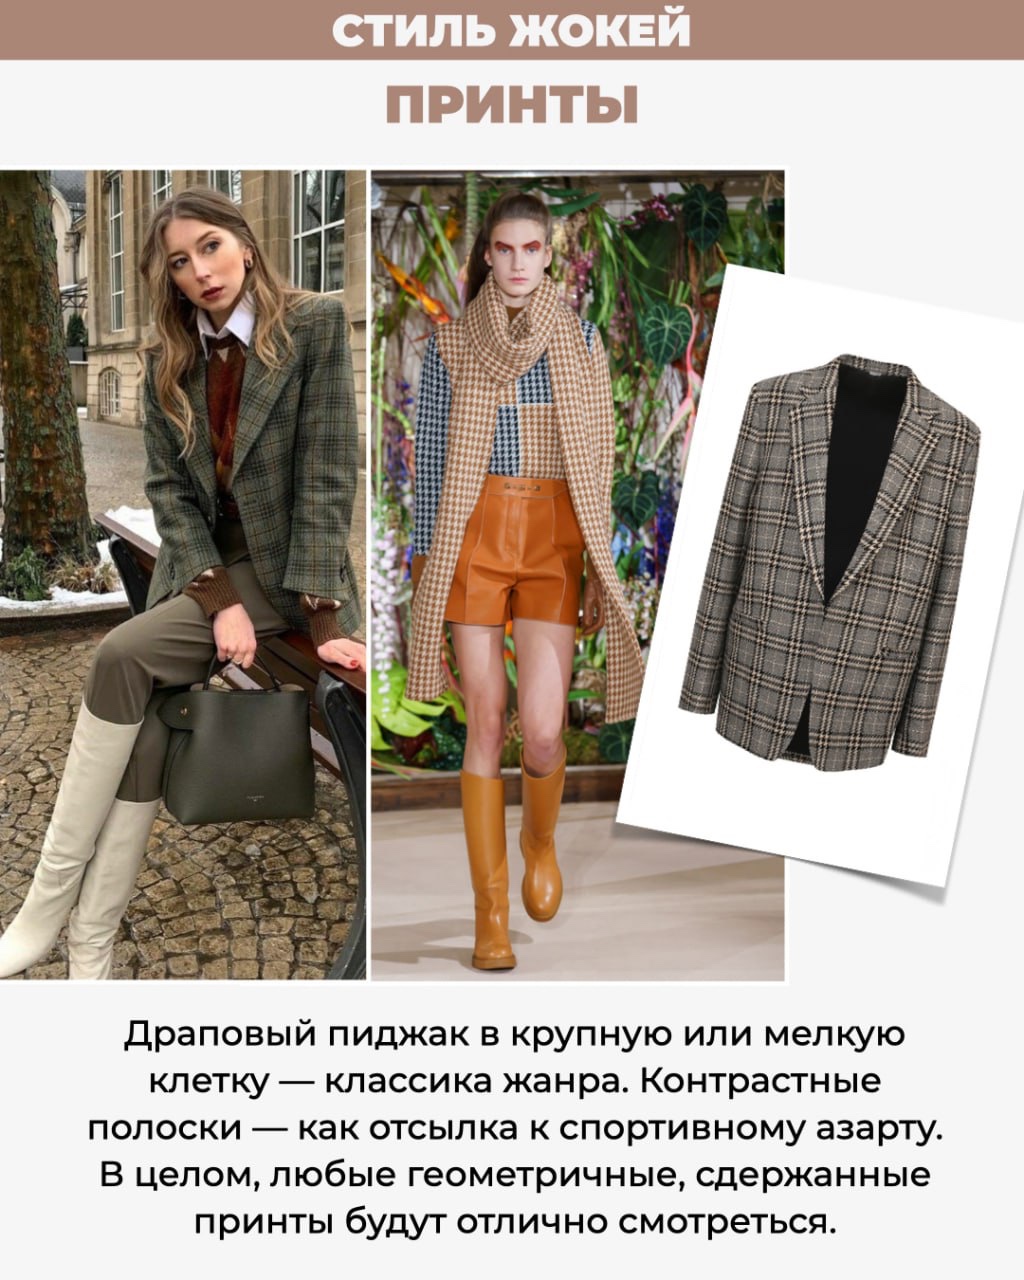 СТИЛЬ ЖОКЕЙ
ПРИНТЫ
Драповый пиджак в крупную или мелкую
клетку — классика жанра. Контрастные
полоски — как отсылка к спортивному азарту.
В целом, любые геометричные, сдержанные
принты будут отлично смотреться.